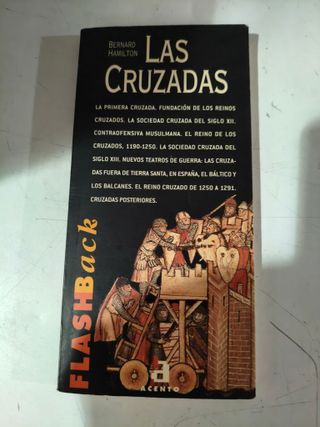 BERNARD
HAMILTON
LAS
CRUZADAS
LA PRIMERA CRUZADA. FUNDACIÓN DE LOS REINOS
CRUZADOS. LA SOCIEDAD CRUZADA DEL SIGLO XII.
CONTRAOFENSIVA MUSULMANA. EL REINO DE LOS
CRUZADOS, 1190-1250. LA SOCIEDAD CRUZADA DEL
SIGLO XIII. NUEVOS TEATROS DE GUERRA: LAS CRUZA-
DAS FUERA DE TIERRA SANTA, EN ESPAÑA, EL BÁLTICO Y
LOS BALCANES. EL REINO CRUZADO DE 1250 A 1291.
CRUZADAS POSTERIORES.
FLASHBack
ACENTO